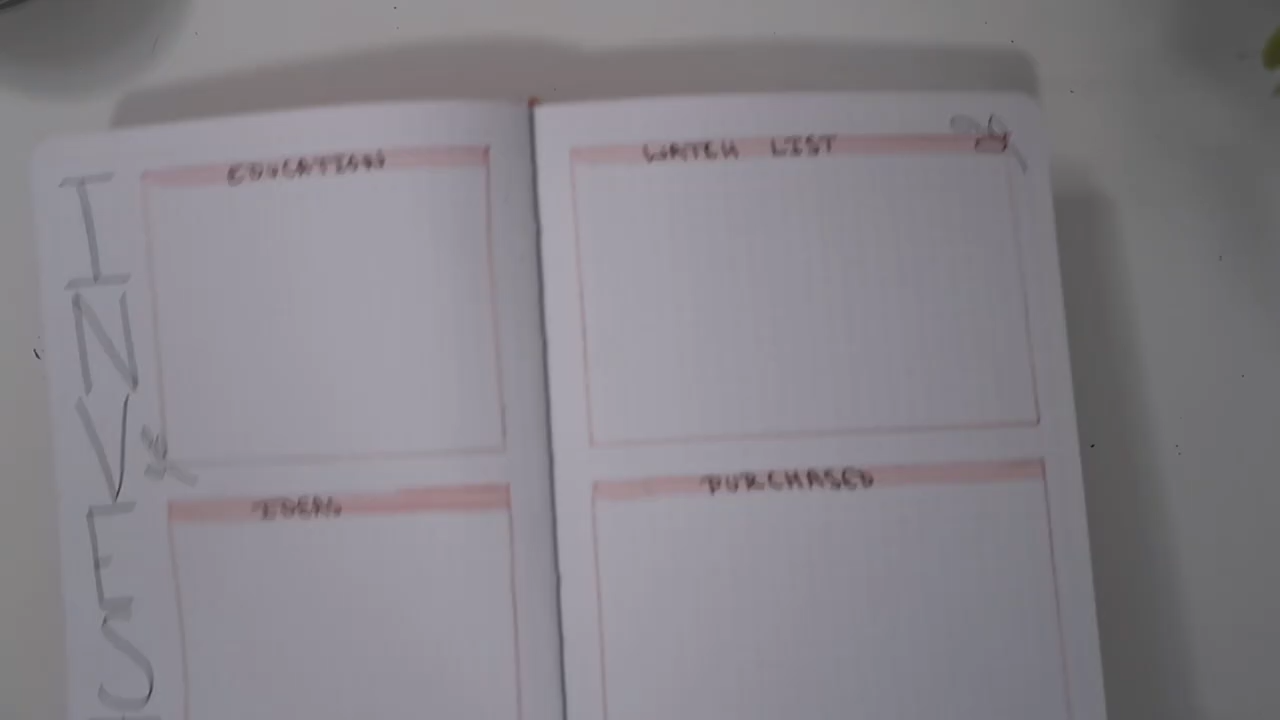 INVES
EDUCATION
IDEAS
WATCH LIST
PURCHASED